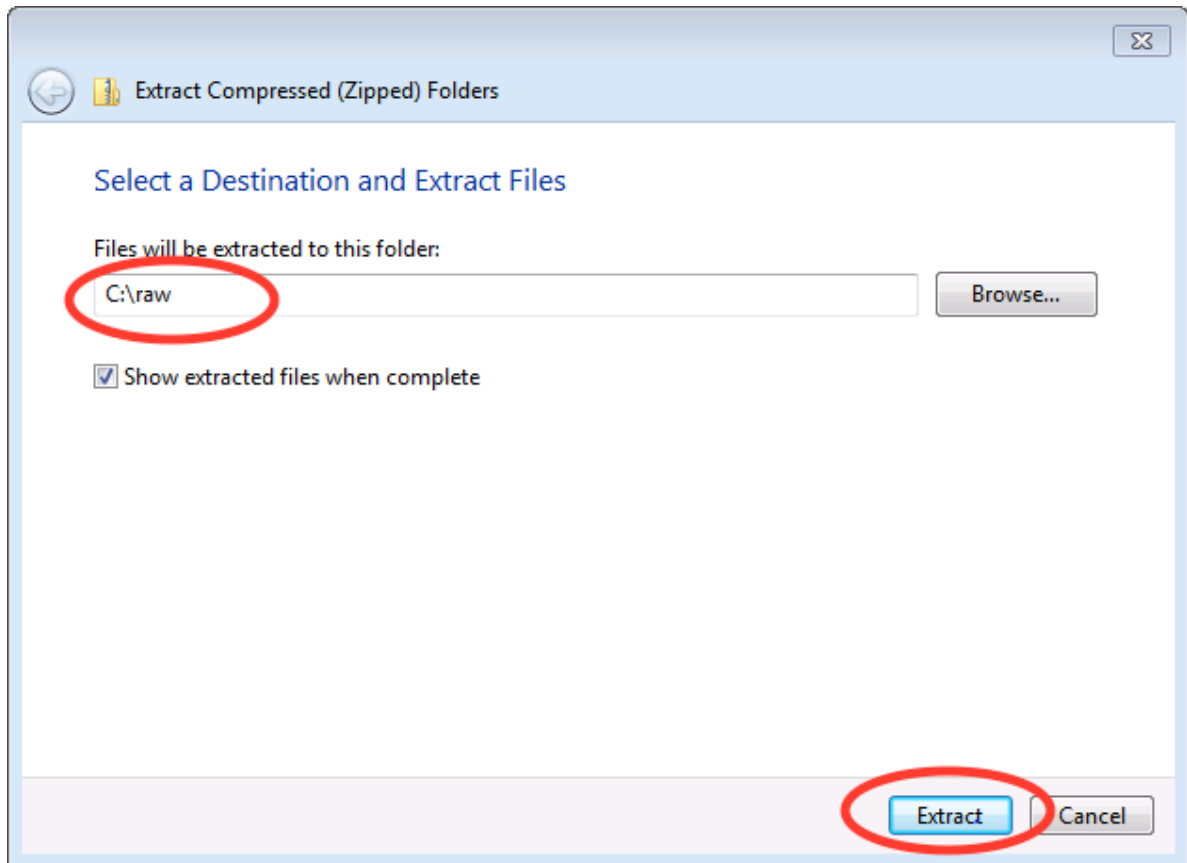 Extract Compressed (Zipped) Folders
Select a Destination and Extract Files
Files will be extracted to this folder:
C:\raw
Browse...
Show extracted files when complete
Extract
Cancel